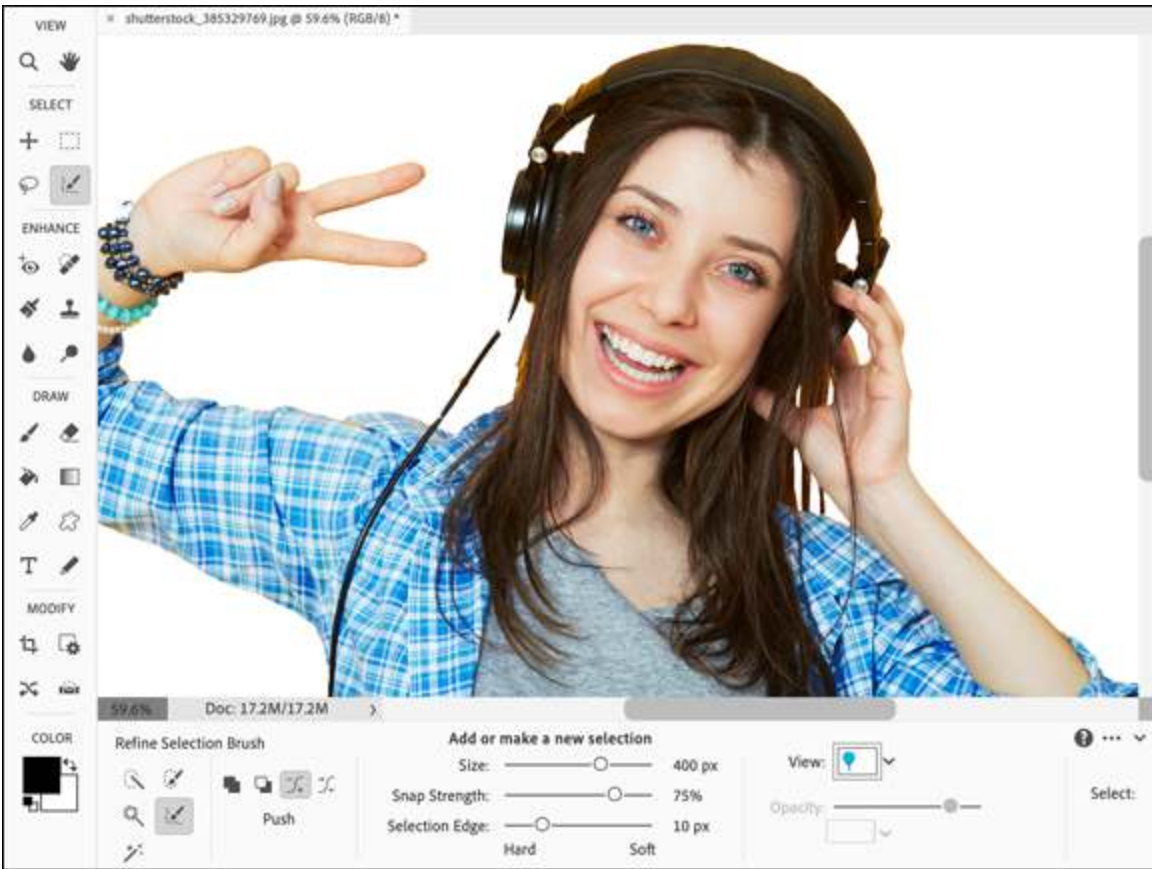 VIEW
× shutterstock_385329769.jpg @ 59.6% (RGB/8) *
SELECT
ENHANCE
DRAW
T
MODIFY
COLOR
59.6% Doc: 17.2M/17.2M >
Refine Selection Brush
Add or make a new selection
Size: 400 px
Snap Strength: 75%
Selection Edge: 10 px
Hard Soft
Push
View:
Opacity:
Select: